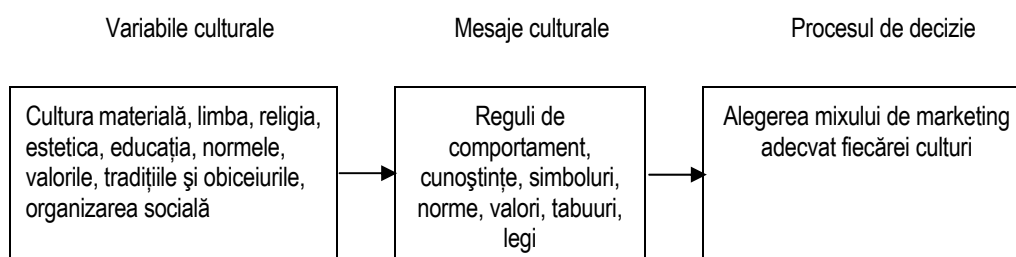 Variabile culturale
Mesaje culturale
Procesul de decizie
Cultura materială, limba, religia,
estetica, educația, normele,
valorile, tradițiile şi obiceiurile,
organizarea socială
Reguli de
comportament,
cunoştințe, simboluri,
norme, valori, tabuuri,
legi
Alegerea mixului de marketing
adecvat fiecărei culturi